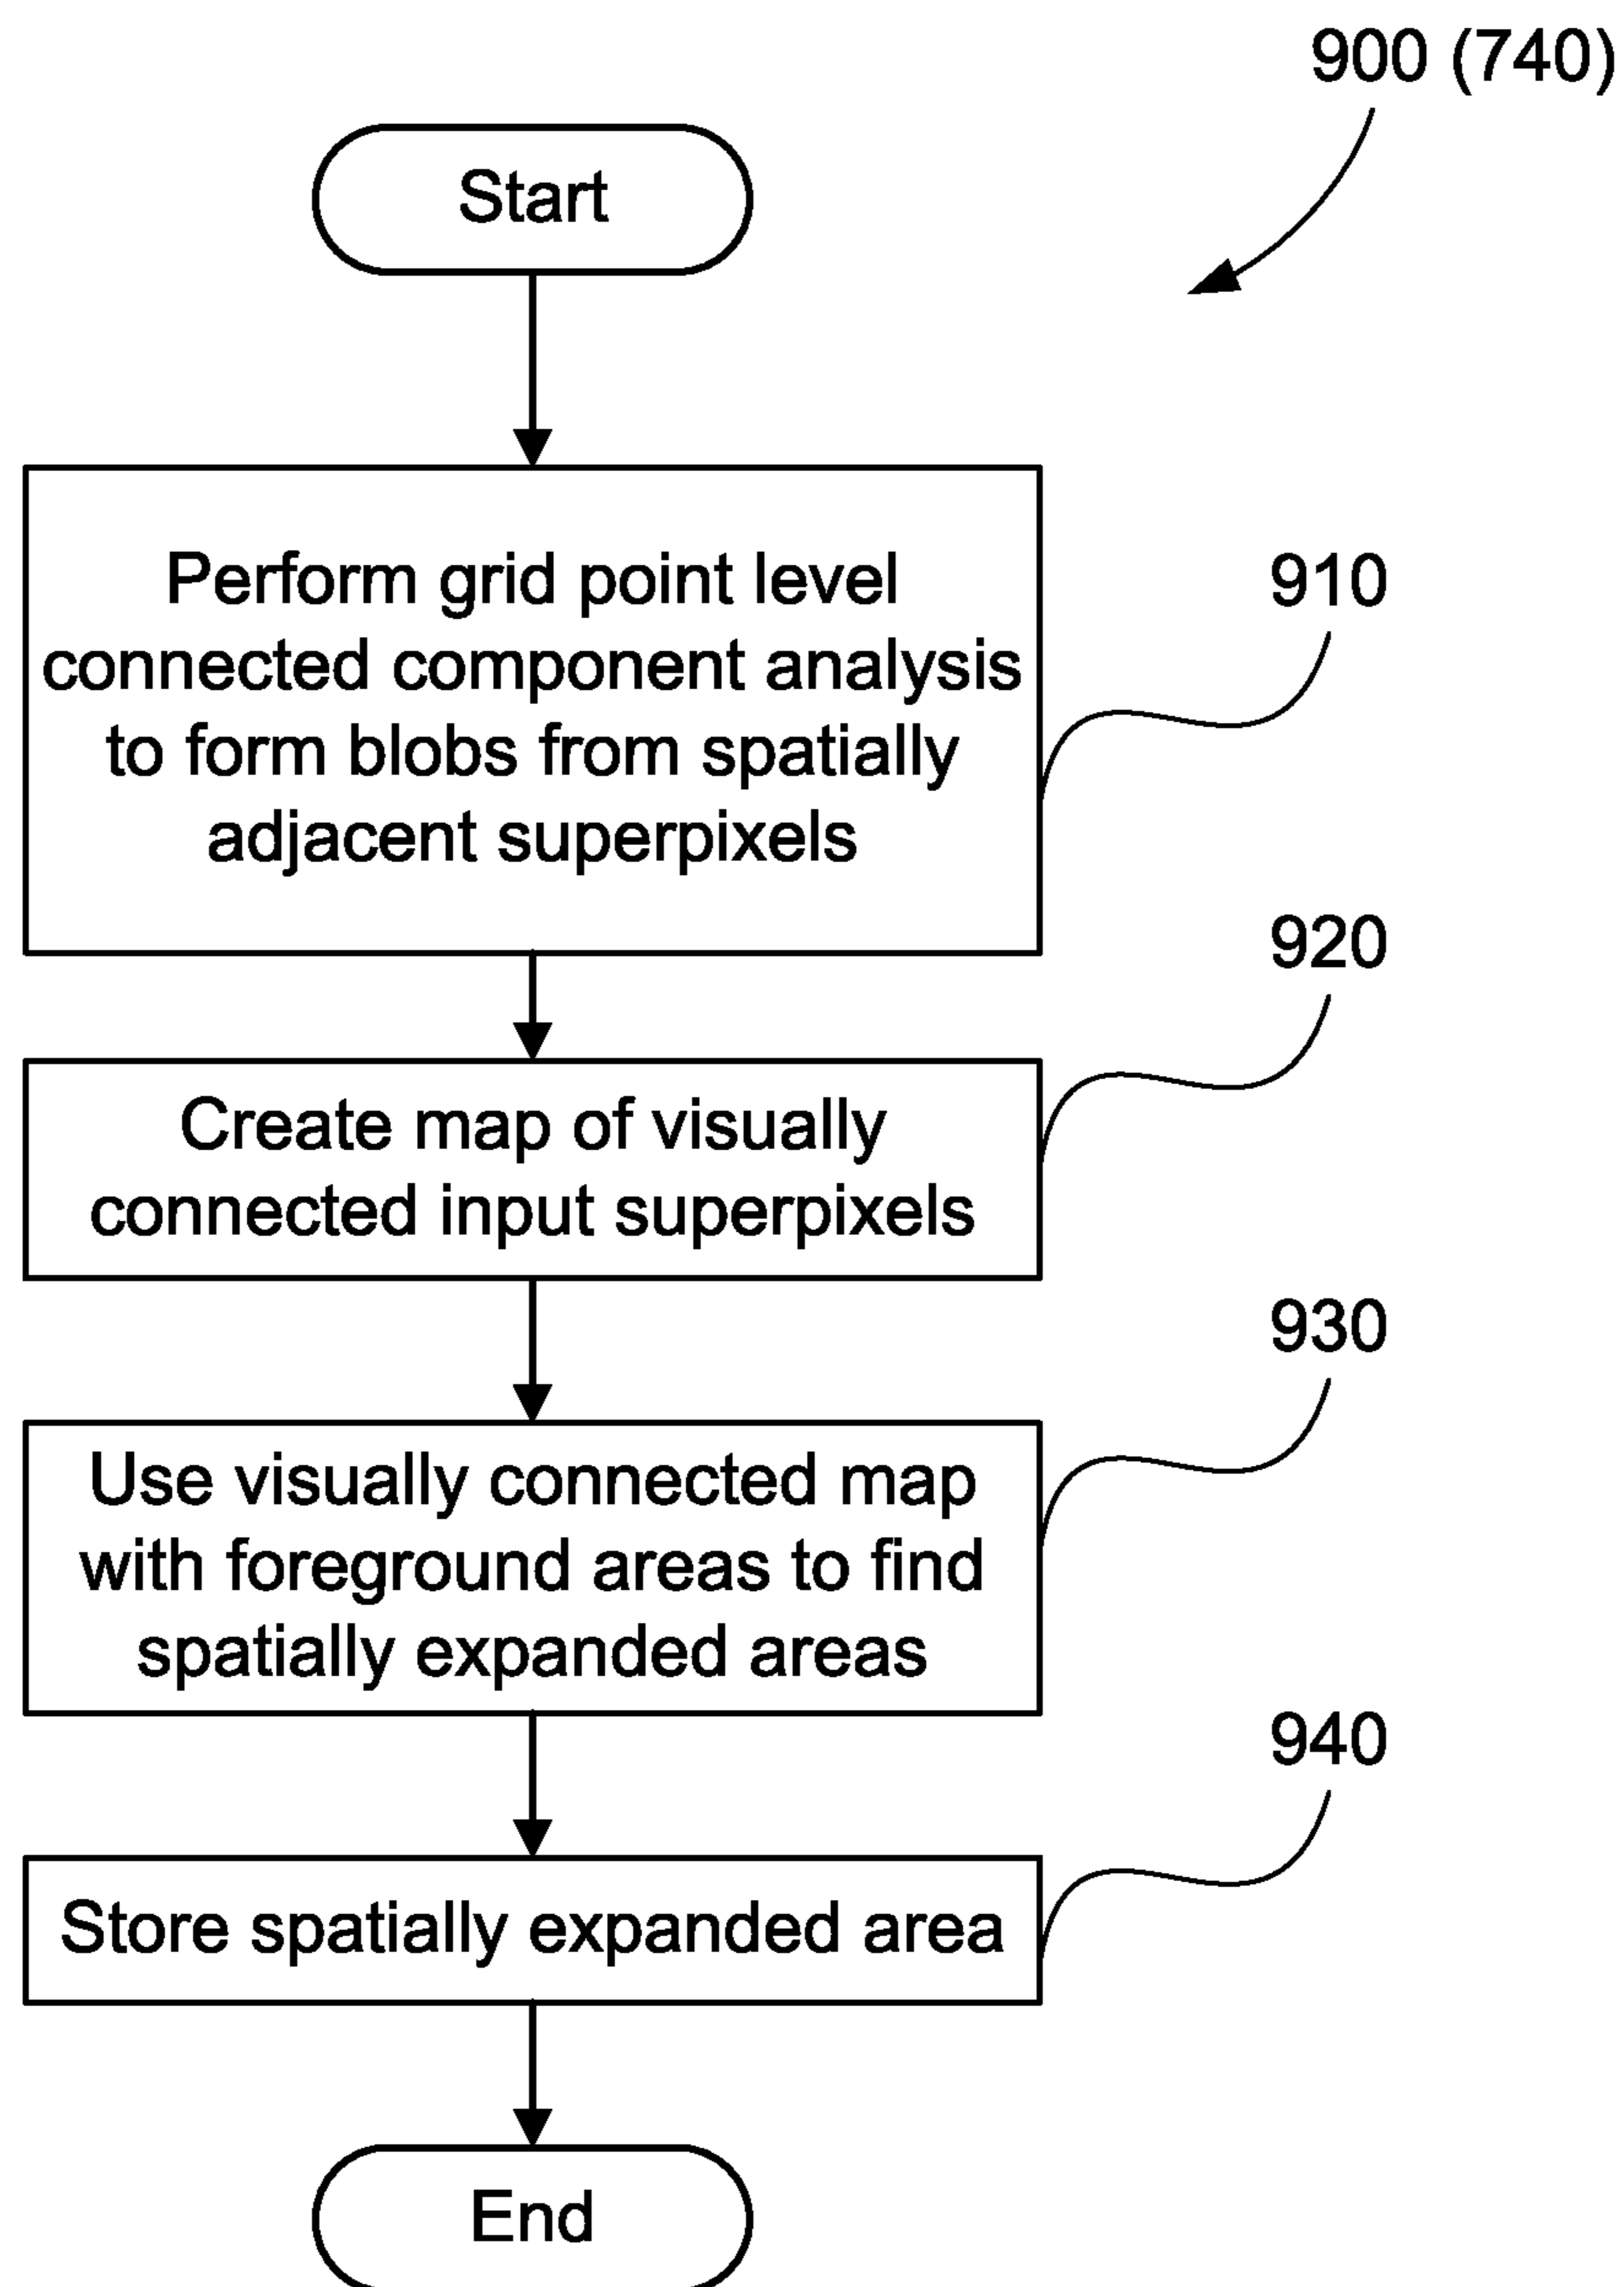 900 (740)
Start
Perform grid point level
connected component analysis
to form blobs from spatially
adjacent superpixels
910
920
Create map of visually
connected input superpixels
930
Use visually connected map
with foreground areas to find
spatially expanded areas
940
Store spatially expanded area
End